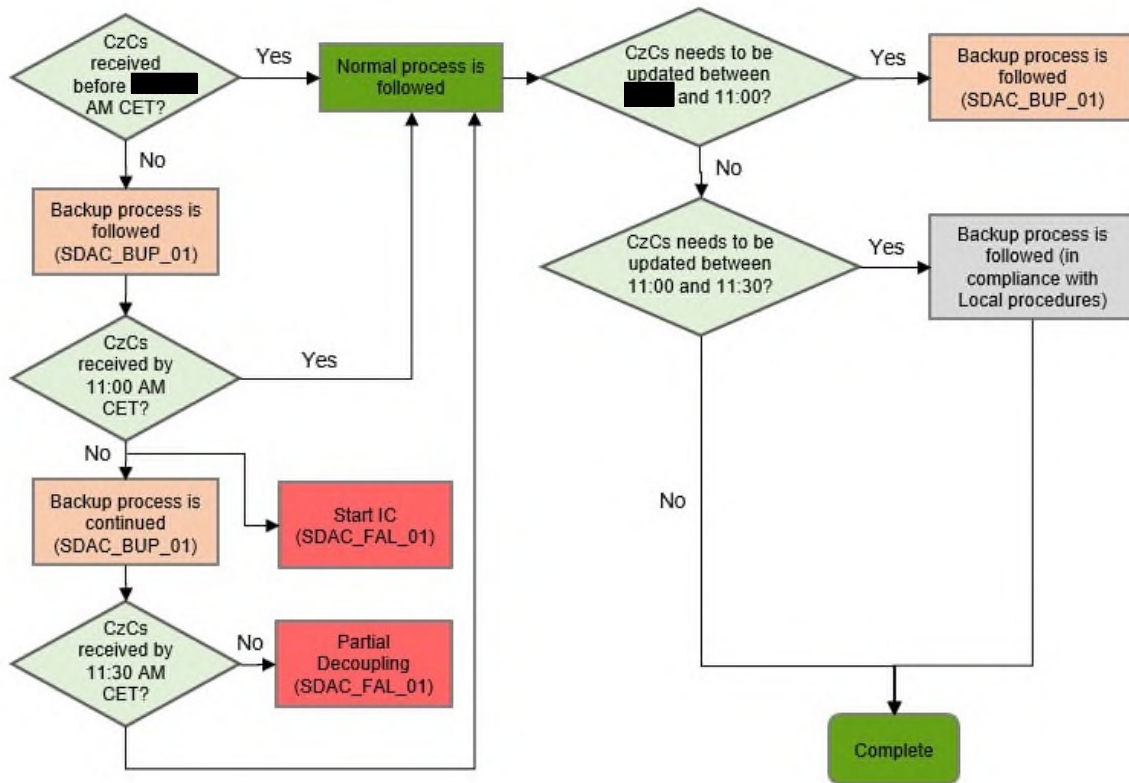 CzCs
received
before
AM CET?
Yes
Normal process is
followed
CzCs needs to be
updated between
and 11:00?
Yes
Backup process is
followed
(SDAC_BUP_01)
No
Backup process is
followed
(SDAC_BUP_01)
No
CzCs needs to be
updated between
11:00 and 11:30?
Yes
Backup process is
followed (in
compliance with
Local procedures)
CzCs
received by
11:00 AM
CET?
Yes
No
Backup process is
continued
(SDAC_BUP_01)
Start IC
(SDAC_FAL_01)
No
CzCs
received by
11:30 AM
CET?
No
Partial
Decoupling
(SDAC_FAL_01)
Complete